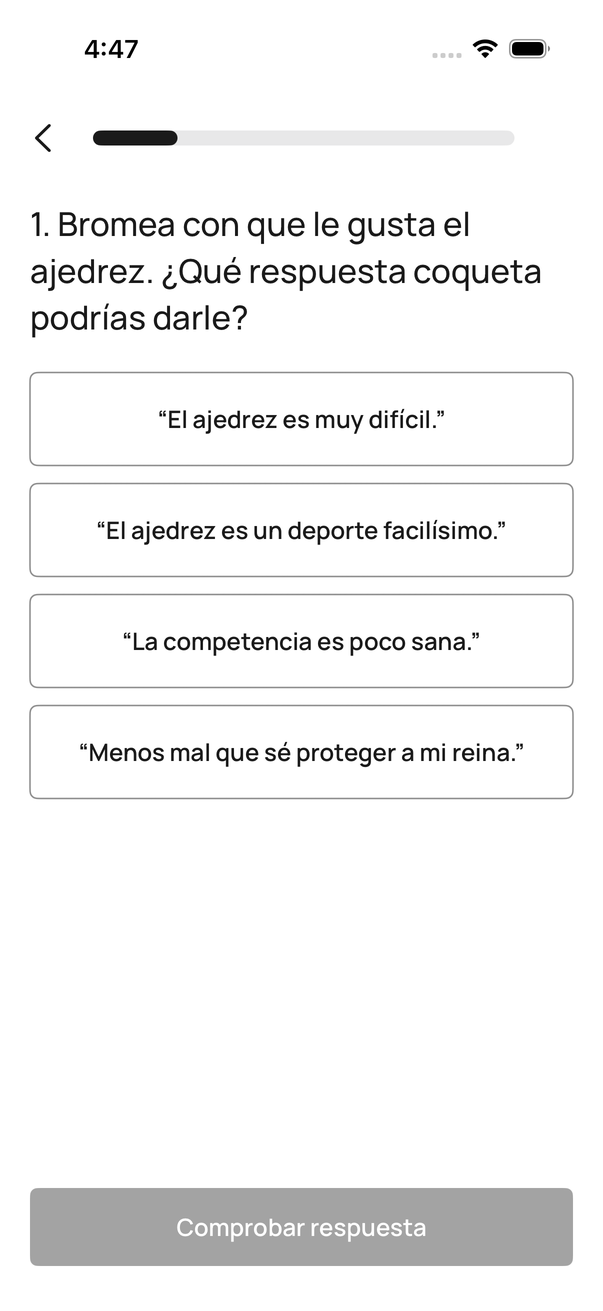 4:47
1. Bromea con que le gusta el
ajedrez. ¿Qué respuesta coqueta
podrías darle?
“El ajedrez es muy difícil.”
“El ajedrez es un deporte facilísimo.”
“La competencia es poco sana.”
“Menos mal que sé proteger a mi reina.”
Comprobar respuesta